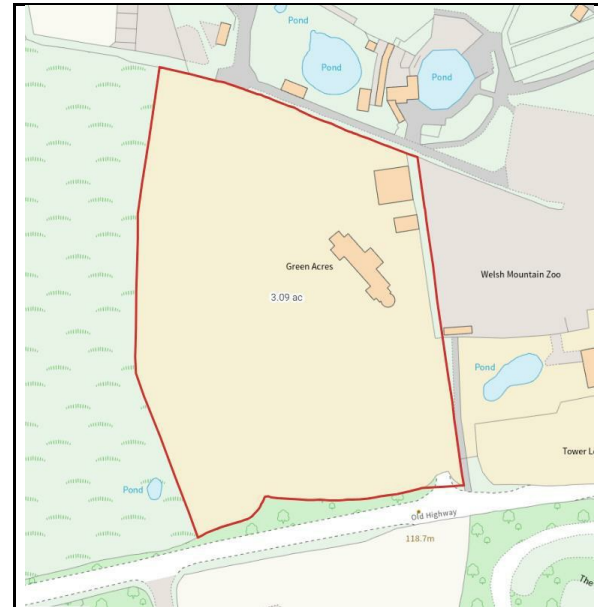 Pond
Pond
Pond
Green Acres
Welsh Mountain Zoo
3.09 ac
Pond
Tower L
Pond
Old Highway
118.7m
The